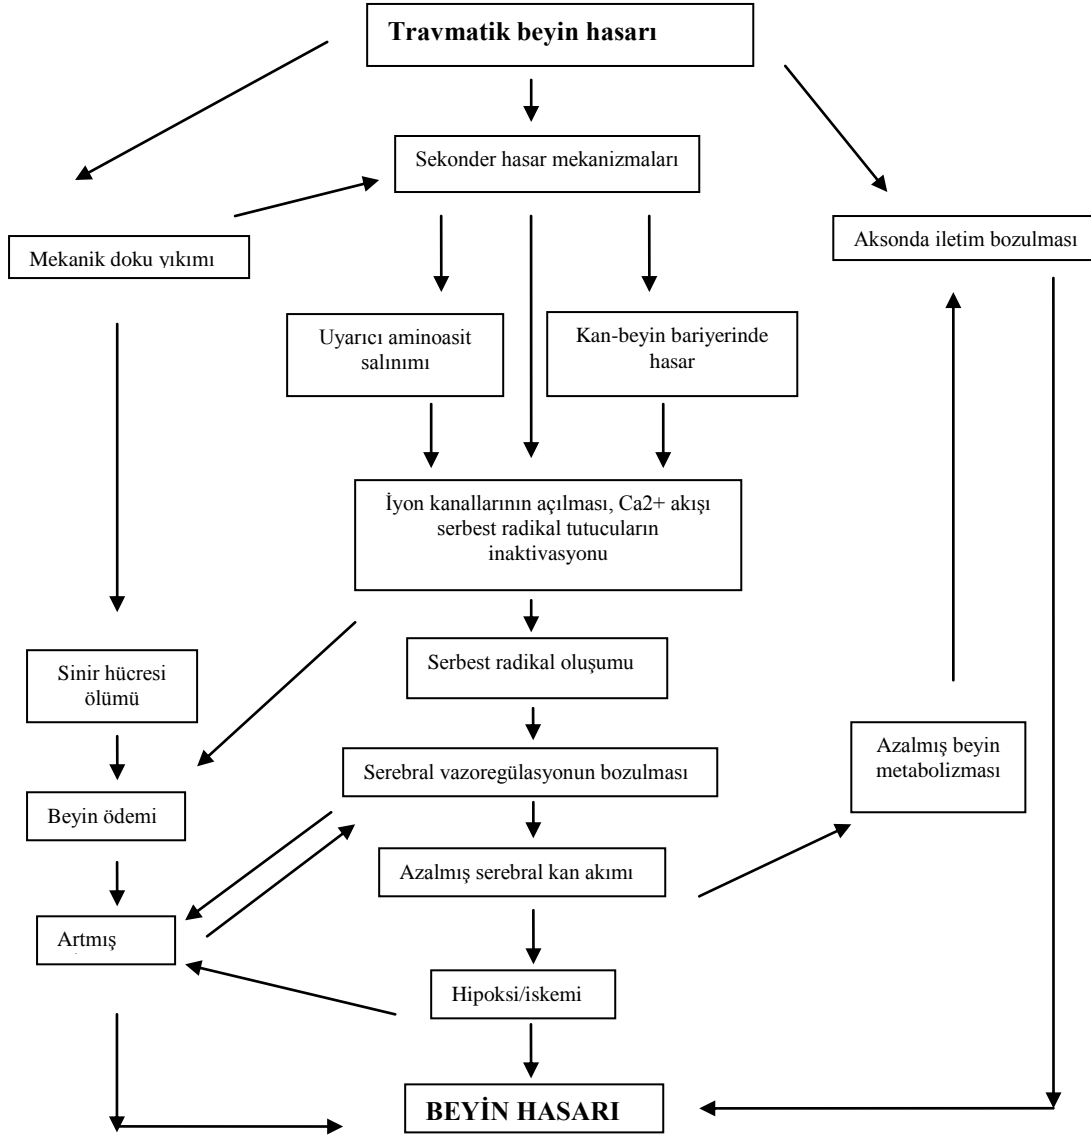 Travmatik beyin hasarı
Sekonder hasar mekanizmaları
Mekanik doku yıkımı
Aksonda iletim bozulması
Uyarıcı aminoasit
salınımı
Kan-beyin bariyerinde
hasar
İyon kanallarının açılması, Ca2+ akışı
serbest radikal tutucuların
inaktivasyonu
Serbest radikal oluşumu
Sinir hücresi
ölümü
Serebral vazoregülasyonun bozulması
Azalmış beyin
metabolizması
Beyin ödemi
Azalmış serebral kan akımı
Artmış
Hipoksi/iskemi
BEYİN HASARI